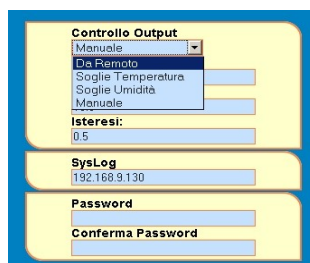 Controllo Output
Manuale
Da Remoto
Soglie Temperatura
Soglie Umidità
Manuale
Isteresi:
0.5
SysLog
192.168.9.130
Password
Conferma Password